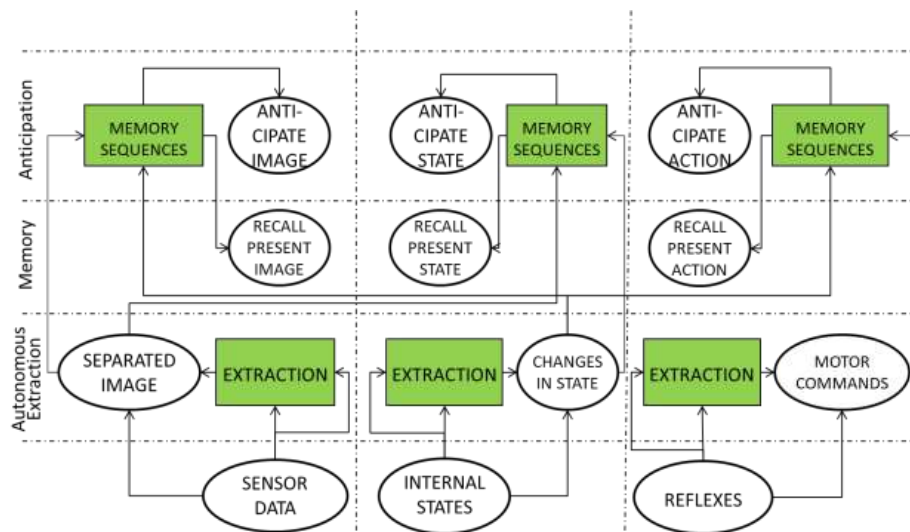 Anticipation
MEMORY
SEQUENCES
ANTI-
CIPATE
IMAGE
ANTI-
CIPATE
STATE
MEMORY
SEQUENCES
ANTI-
CIPATE
ACTION
MEMORY
SEQUENCES
Memory
RECALL
PRESENT
IMAGE
RECALL
PRESENT
STATE
RECALL
PRESENT
ACTION
Autonomous
Extraction
SEPARATED
IMAGE
EXTRACTION
EXTRACTION
CHANGES
IN STATE
EXTRACTION
MOTOR
COMMANDS
SENSOR
DATA
INTERNAL
STATES
REFLEXES